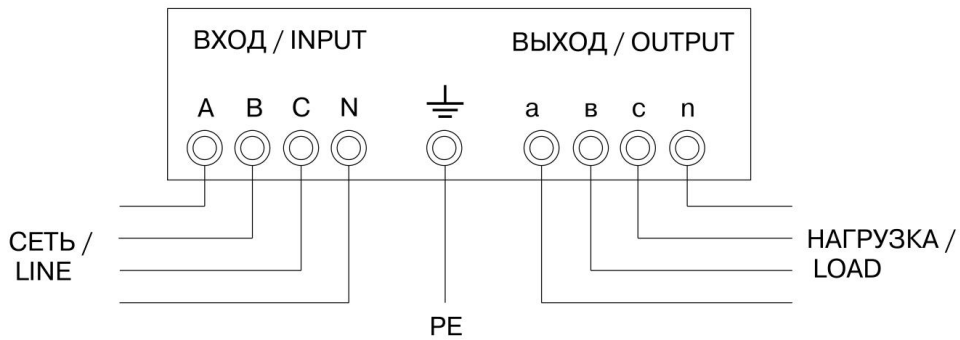 ВХОД / INPUT
ВЫХОД / OUTPUT
A B C N
а в с n
СЕТЬ /
LINE
НАГРУЗКА /
LOAD
PE